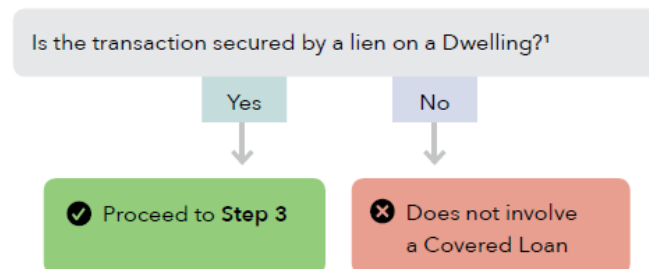 Is the transaction secured by a lien on a Dwelling?¹
Yes
No
Proceed to Step 3
Does not involve
a Covered Loan